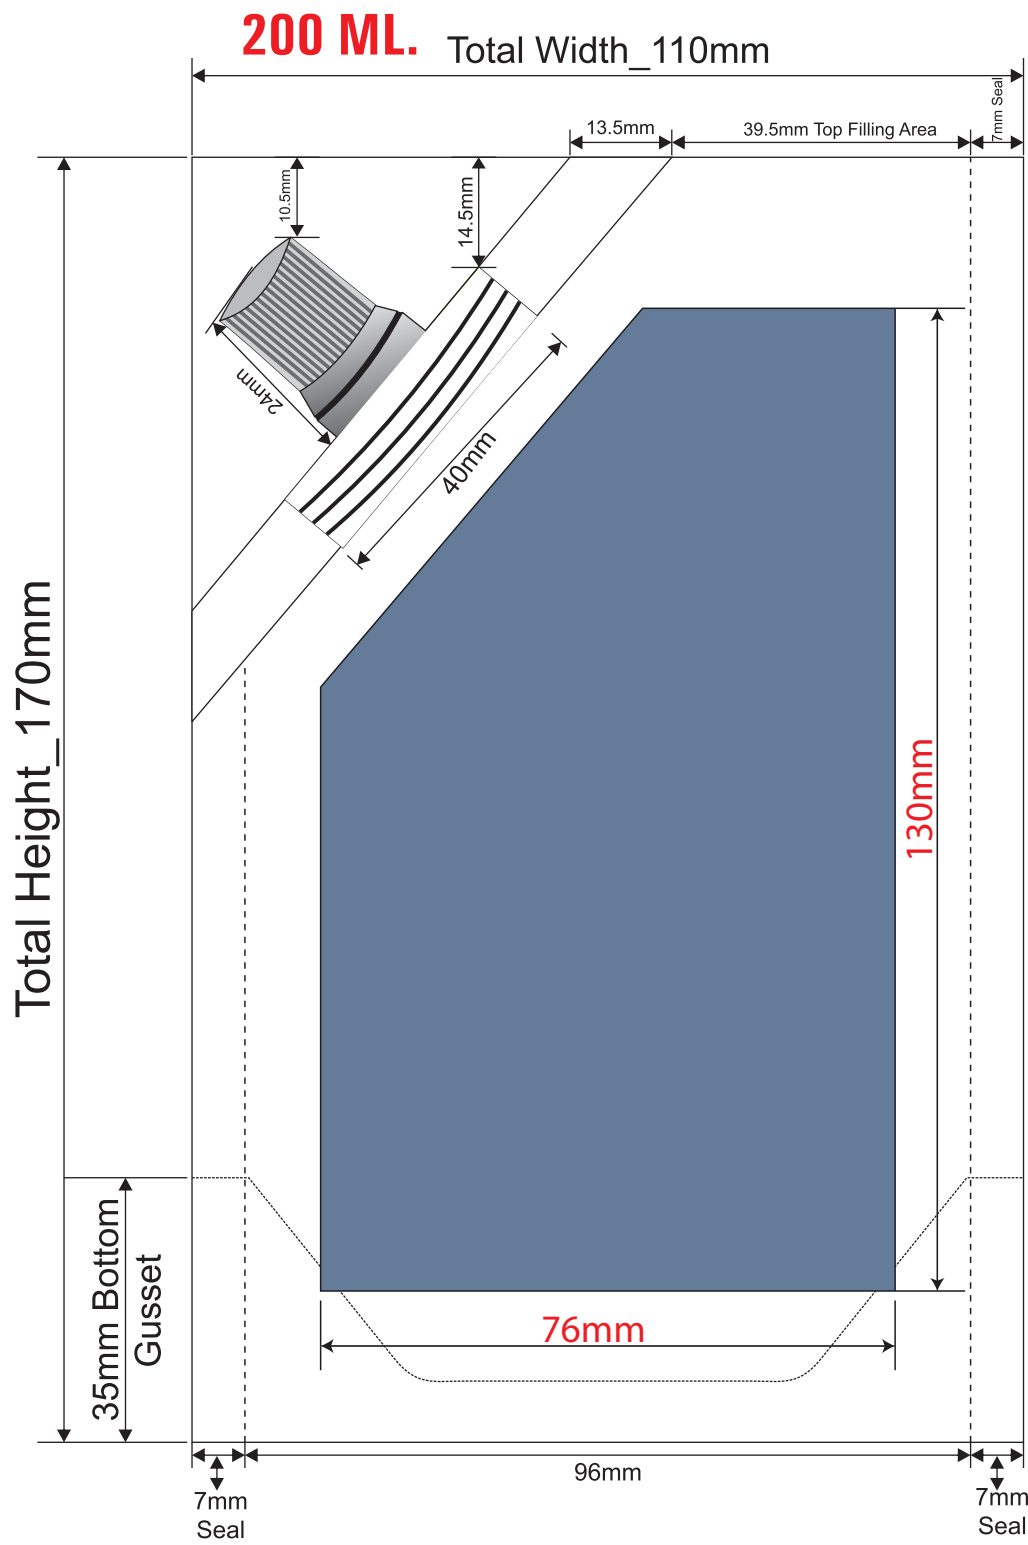 200 ML.
Total Width_110mm
7mm Seal
13.5mm
39.5mm Top Filling Area
10.5mm
14.5mm
24mm
40mm
Total Height_170mm
130mm
35mm Bottom
Gusset
76mm
96mm
7mm
Seal
7mm
Seal